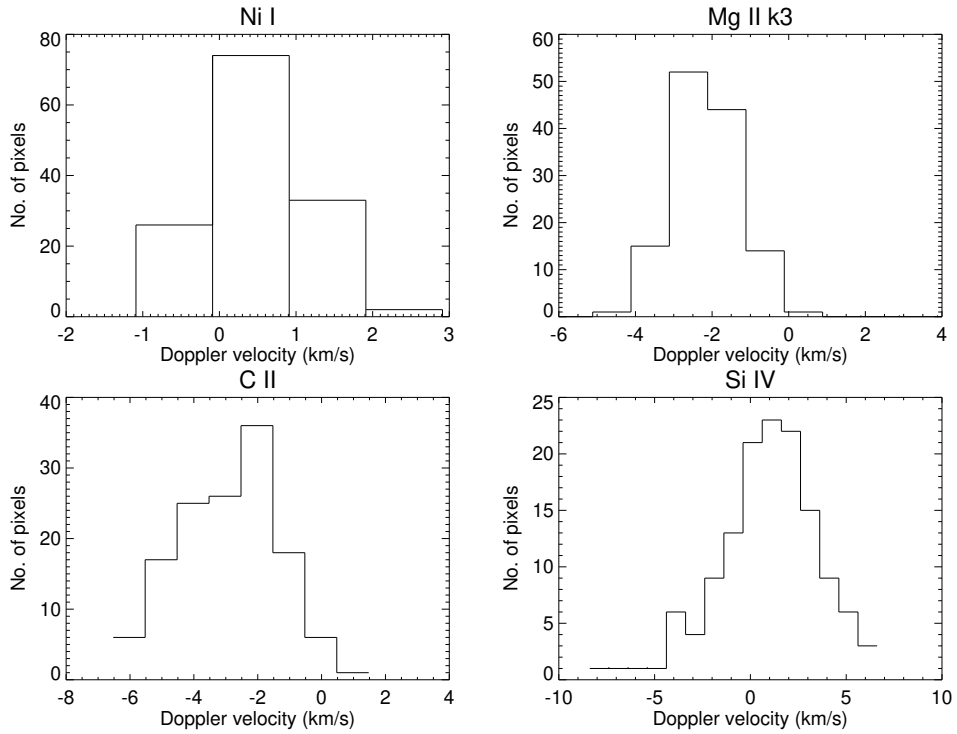 Ni I
80
60
40
20
0
No. of pixels
-2 -1 0 1 2 3
Doppler velocity (km/s)
Mg II k3
60
50
40
30
20
10
0
No. of pixels
-6 -4 -2 0 2 4
Doppler velocity (km/s)
C II
40
30
20
10
0
No. of pixels
-8 -6 -4 -2 0 2 4
Doppler velocity (km/s)
Si IV
25
20
15
10
5
0
No. of pixels
-10 -5 0 5 10
Doppler velocity (km/s)